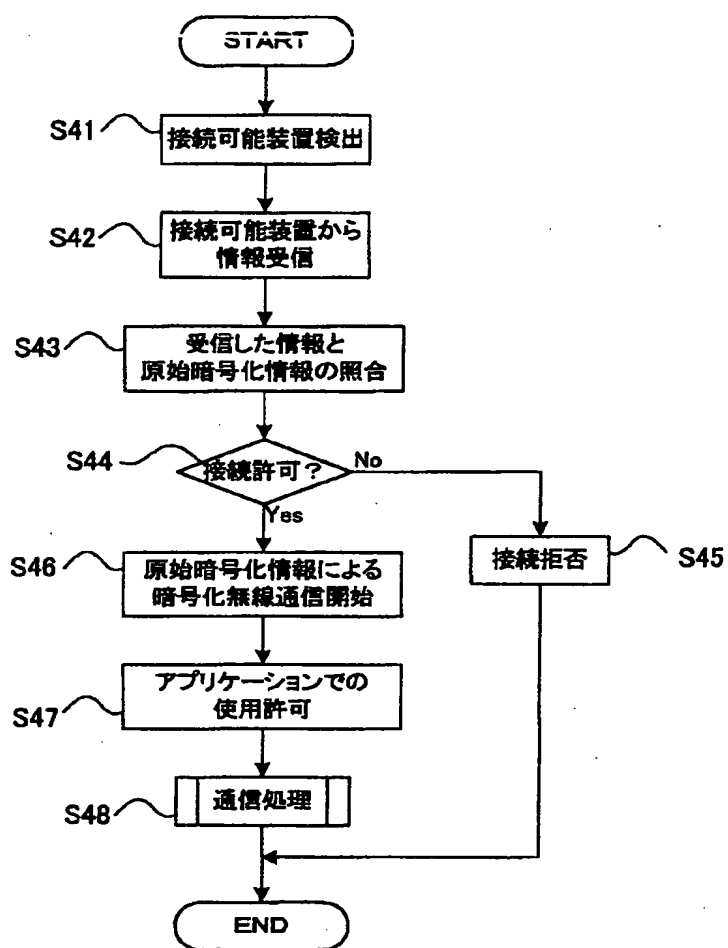 START
S41
接続可能装置検出
S42
接続可能装置から
情報受信
S43
受信した情報と
原始暗号化情報の照合
S44
接続許可？
No
Yes
接続拒否
S45
S46
原始暗号化情報による
暗号化無線通信開始
S47
アプリケーションでの
使用許可
S48
通信処理
END